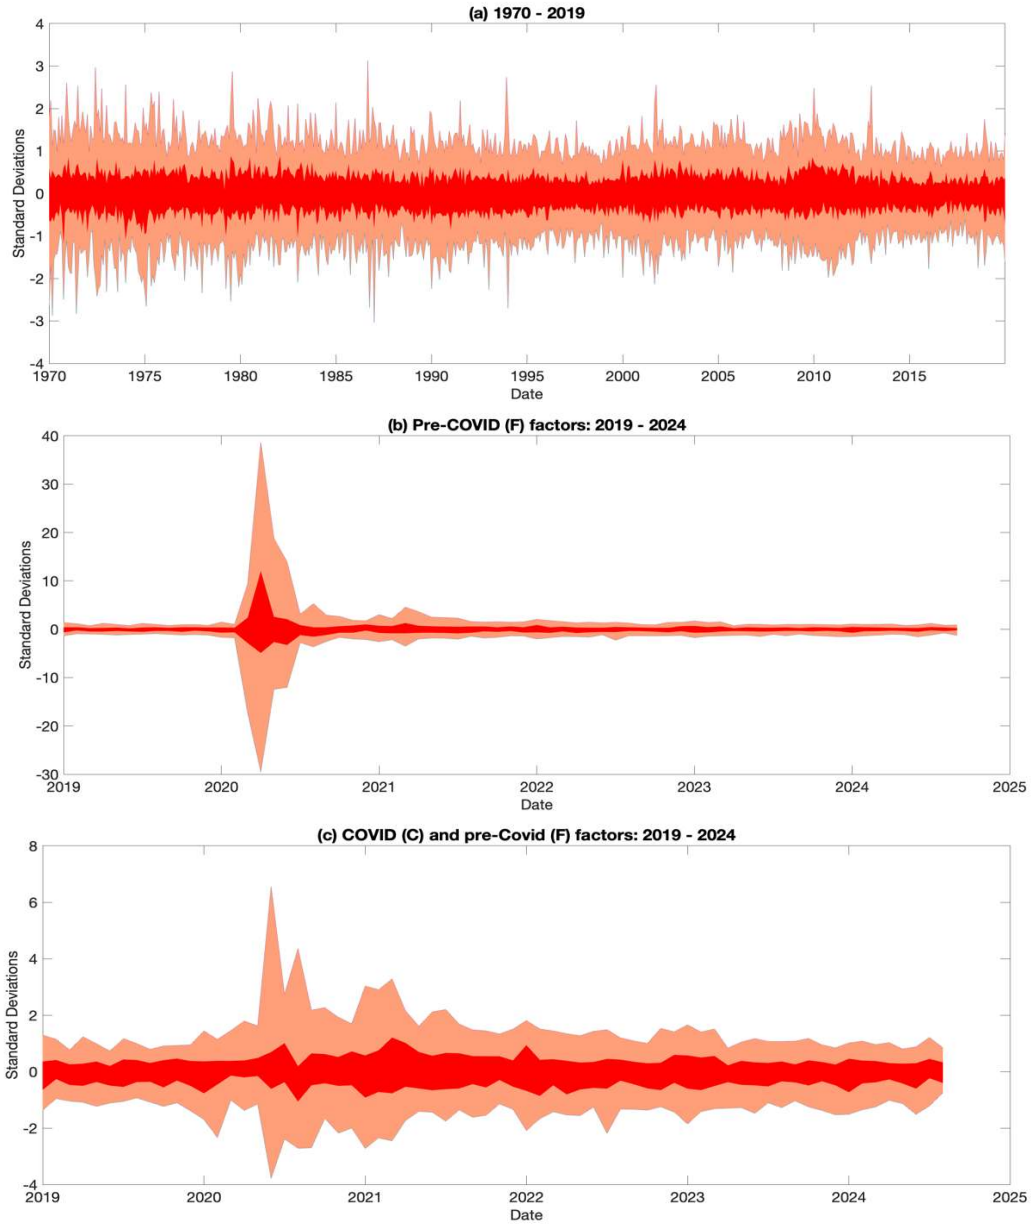 (a) 1970 - 2019
4
3
2
1
0
-1
-2
-3
-4
Standard Deviations
1970 1975 1980 1985 1990 1995 2000 2005 2010 2015
Date
(b) Pre-COVID (F) factors: 2019 - 2024
40
30
20
10
0
-10
-20
-30
Standard Deviations
2019 2020 2021 2022 2023 2024 2025
Date
(c) COVID (C) and pre-Covid (F) factors: 2019 - 2024
8
6
4
2
0
-2
-4
Standard Deviations
2019 2020 2021 2022 2023 2024 2025
Date